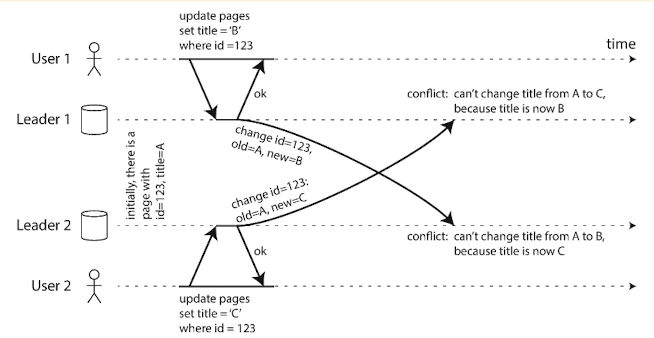 update pages
set title = 'B'
where id =123
time
User 1
ok
conflict: can't change title from A to C,
because title is now B
Leader 1
change id=123,
old=A, new=B
initially, there is a
page with
id=123, title=A
change id=123:
old=A, new=C
Leader 2
conflict: can't change title from A to B,
because title is now C
ok
User 2
update pages
set title = 'C'
where id = 123